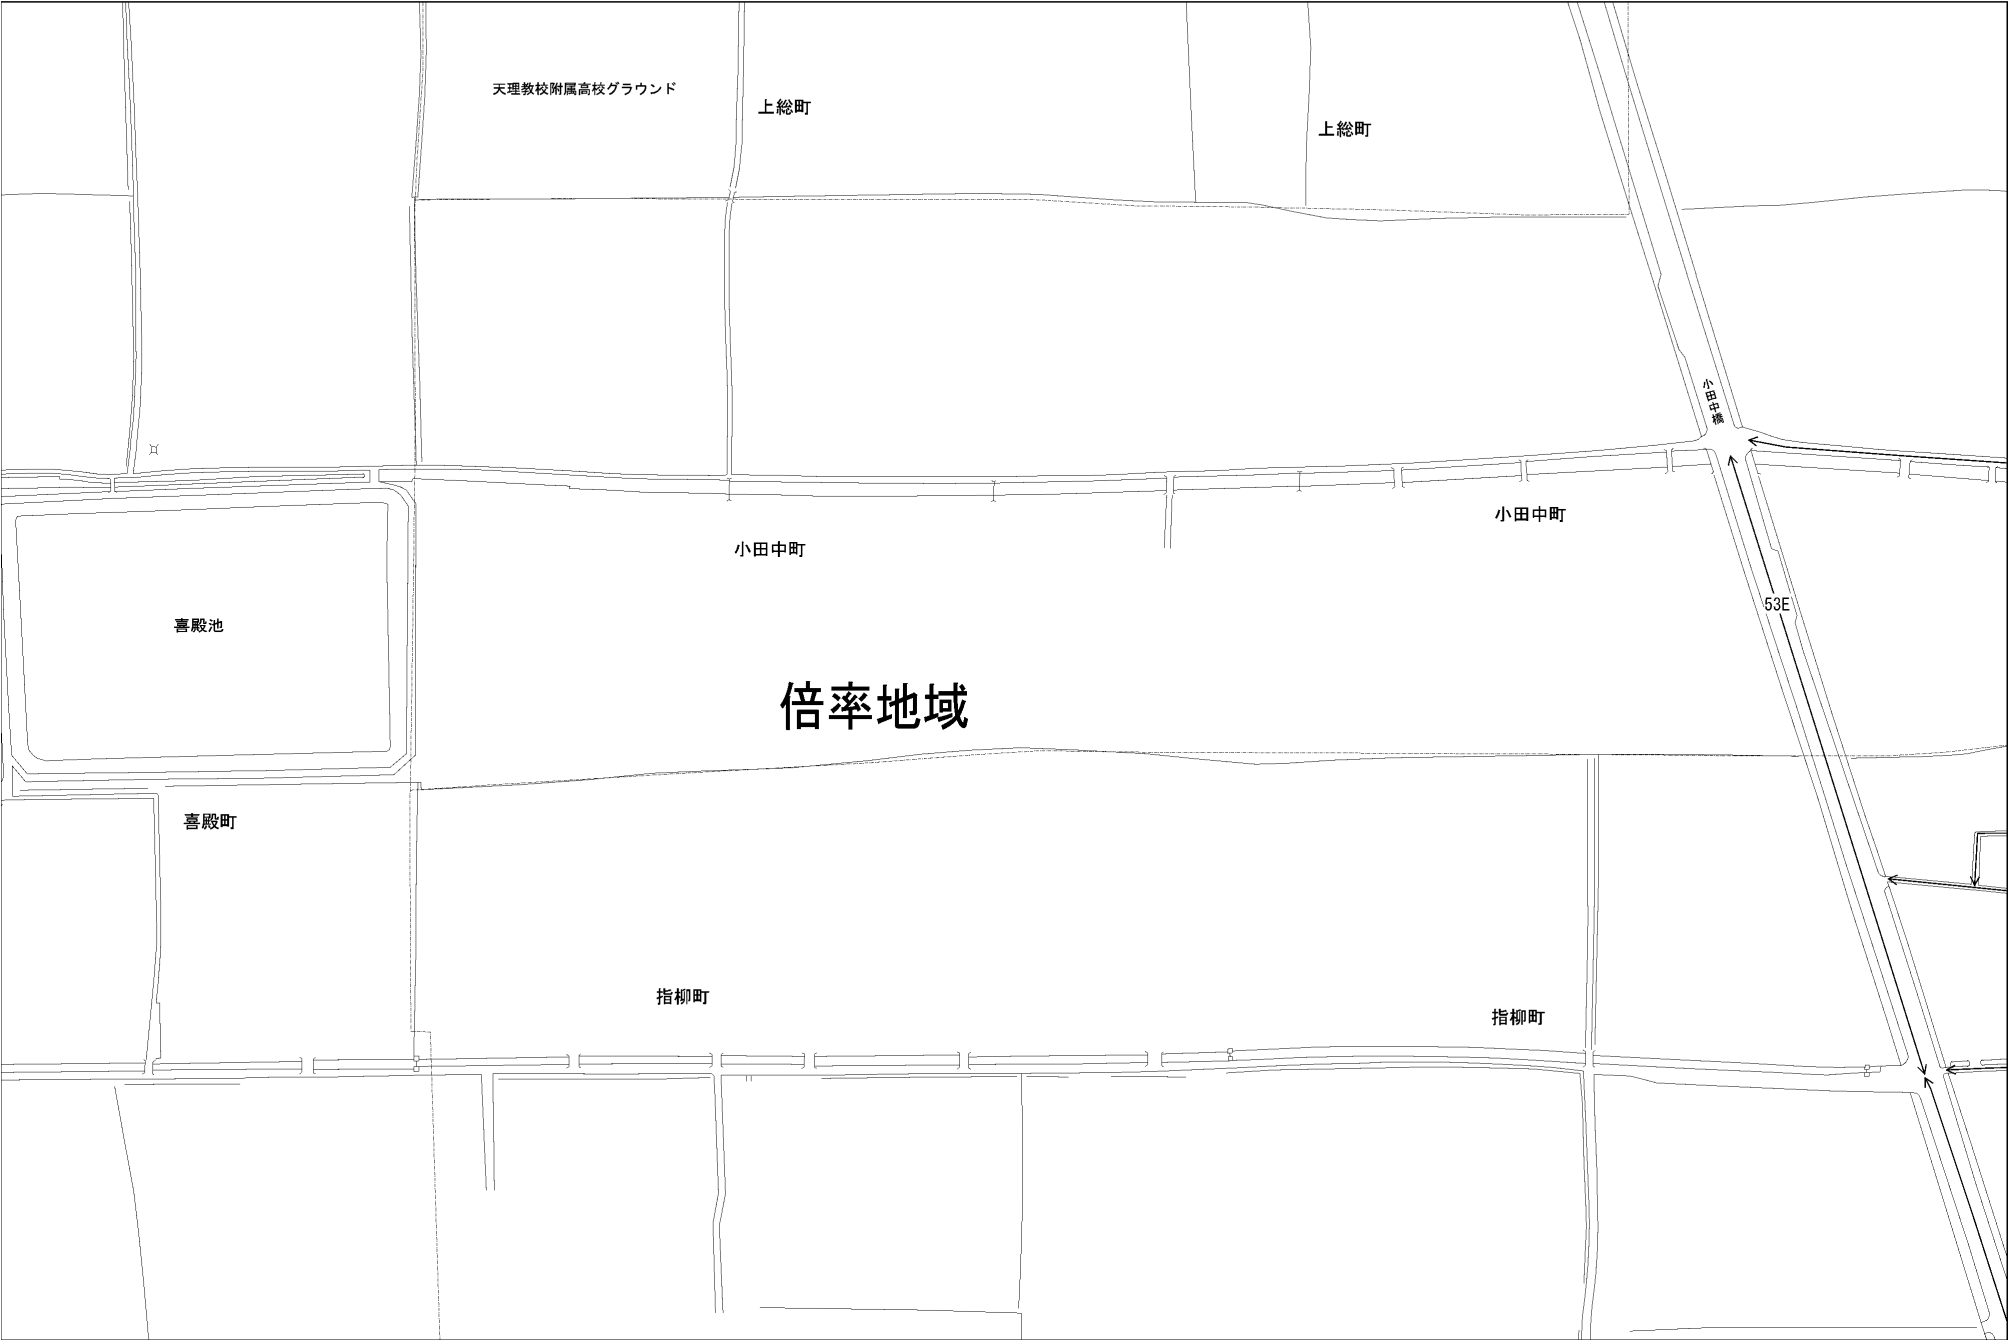 天理教校附属高校グラウンド
上総町
上総町
小田中橋
小田中町
小田中町
53E
喜殿池
倍率地域
喜殿町
指柳町
指柳町